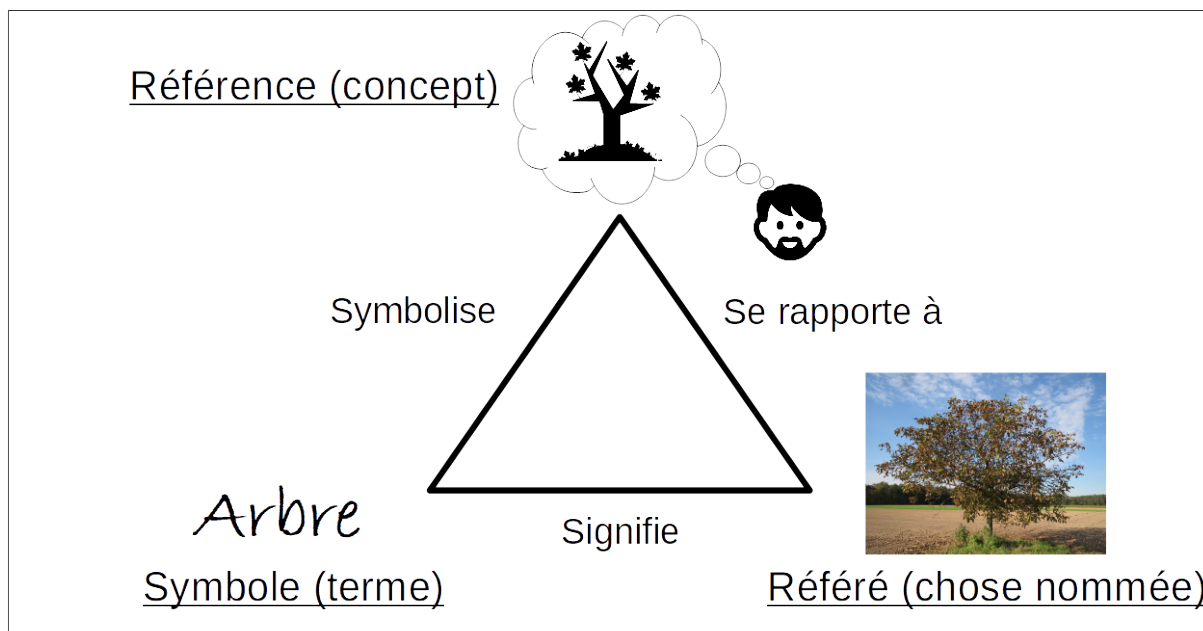 Référence (concept)
Symbolise
Se rapporte à
Arbre
Signifie
Symbole (terme)
Référé (chose nommée)